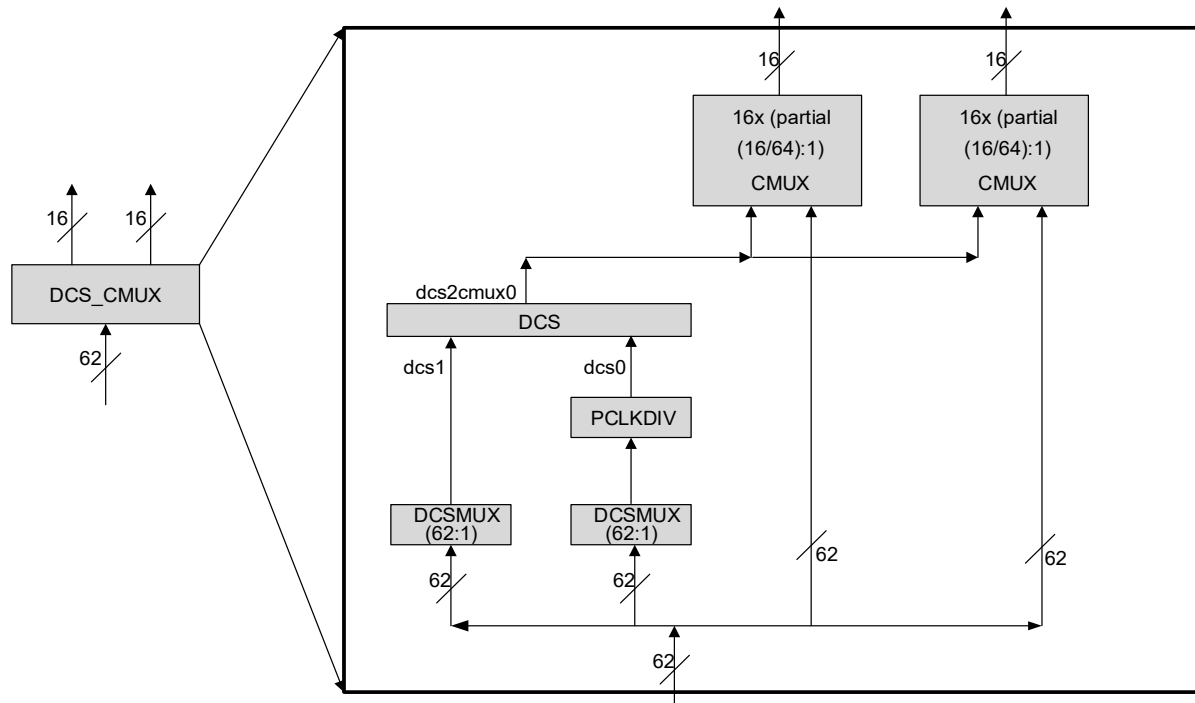 16
16
16x (partial
(16/64):1)
CMUX
16x (partial
(16/64):1)
CMUX
16
16
DCS_CMUX
62
dcs2cmux0
DCS
dcs1
dcs0
PCLKDIV
DCSMUX
(62:1)
DCSMUX
(62:1)
62
62
62
62
62